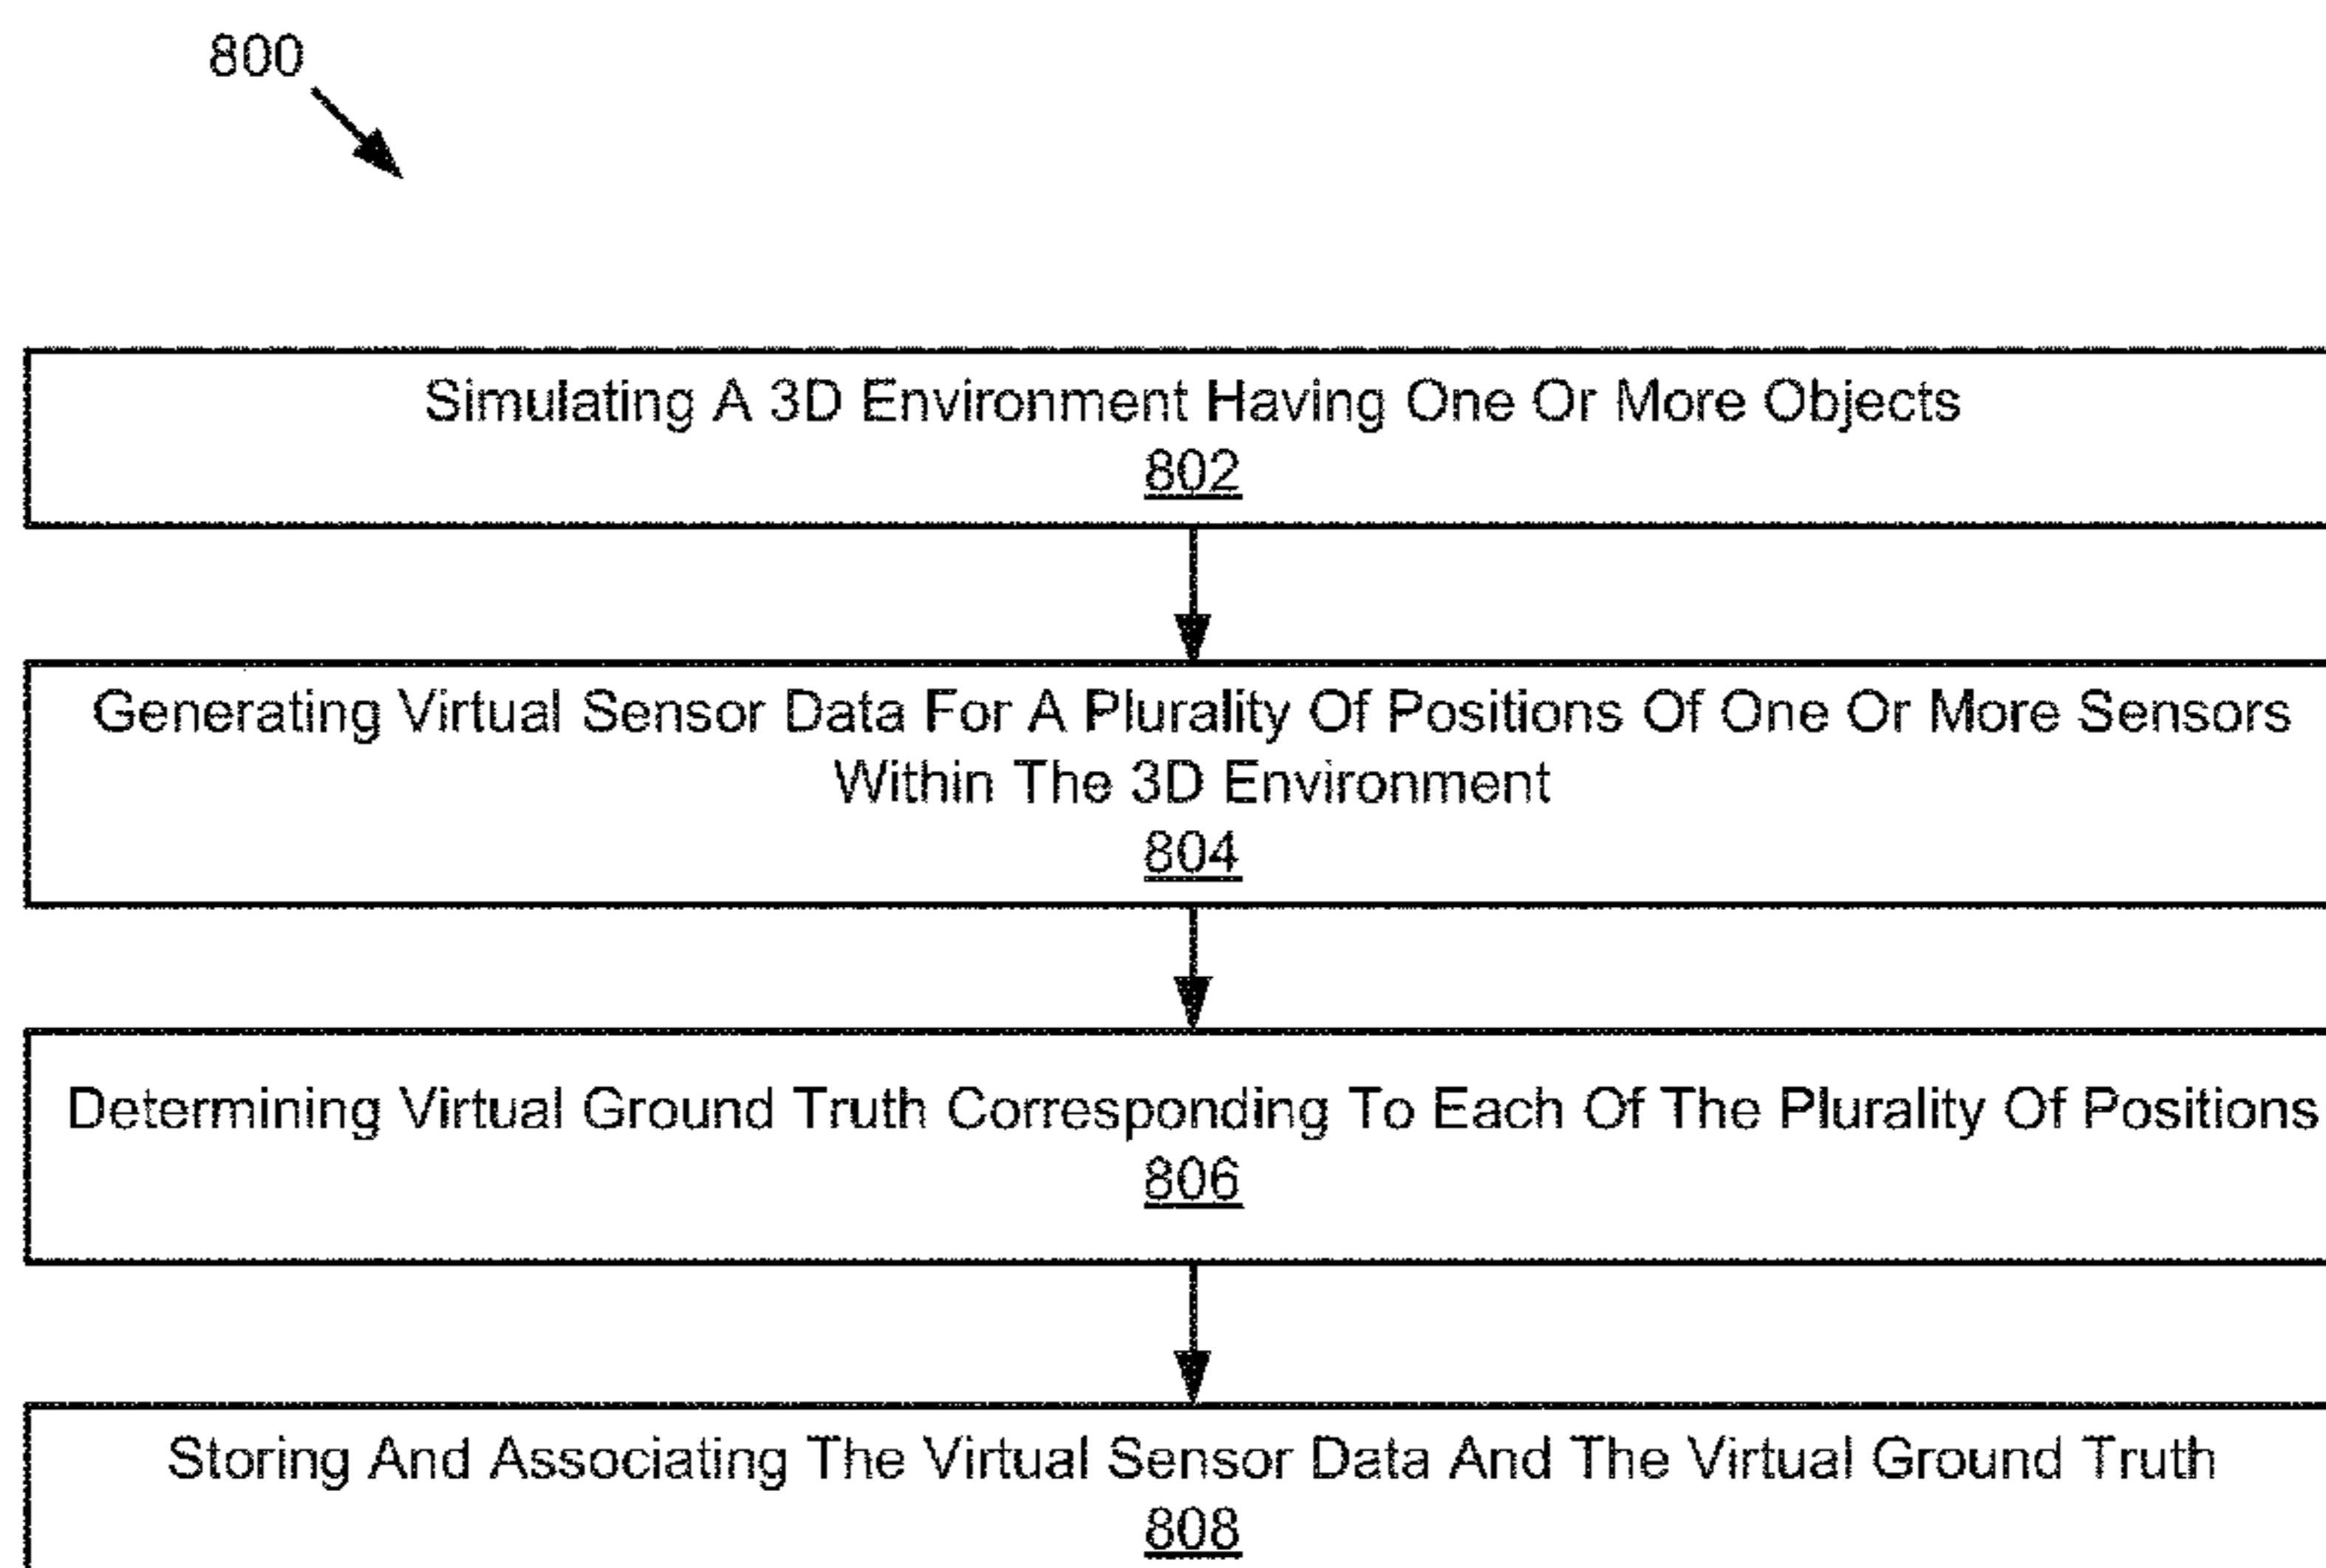 800
Simulating A 3D Environment Having One Or More Objects
802
Generating Virtual Sensor Data For A Plurality Of Positions Of One Or More Sensors
Within The 3D Environment
804
Determining Virtual Ground Truth Corresponding To Each Of The Plurality Of Positions
806
Storing And Associating The Virtual Sensor Data And The Virtual Ground Truth
808